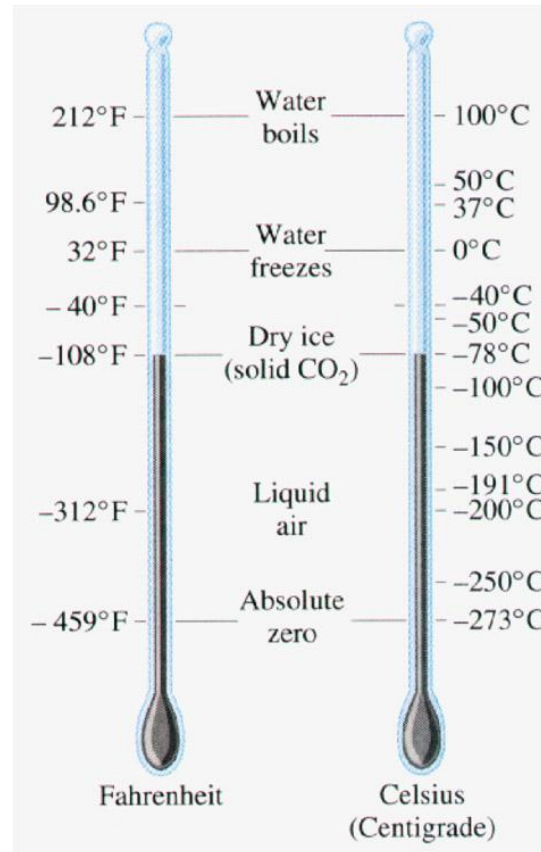 212°F
Water
boils
100°C
50°C
98.6°F
37°C
32°F
Water
freezes
0°C
– 40°F
–40°C
–50°C
–108°F
Dry ice
(solid CO₂)
–78°C
–100°C
–150°C
–191°C
–312°F
Liquid
air
–200°C
–250°C
– 459°F
Absolute
zero
–273°C
Fahrenheit
Celsius
(Centigrade)